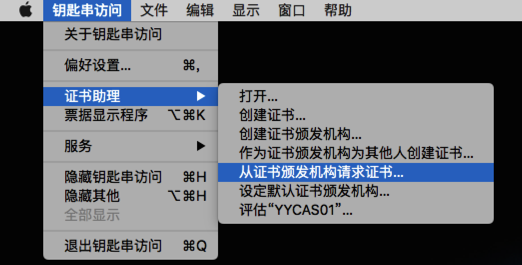 钥匙串访问 文件 编辑 显示 窗口 帮助
关于钥匙串访问
偏好设置... ⌘,
证书助理 ▶
票据显示程序 ⌥⌘K
服务 ▶
隐藏钥匙串访问 ⌘H
隐藏其他 ⌥⌘H
全部显示
退出钥匙串访问 ⌘Q
打开...
创建证书...
创建证书颁发机构...
作为证书颁发机构为其他人创建证书...
从证书颁发机构请求证书...
设定默认证书颁发机构...
评估“YYCAS01”...